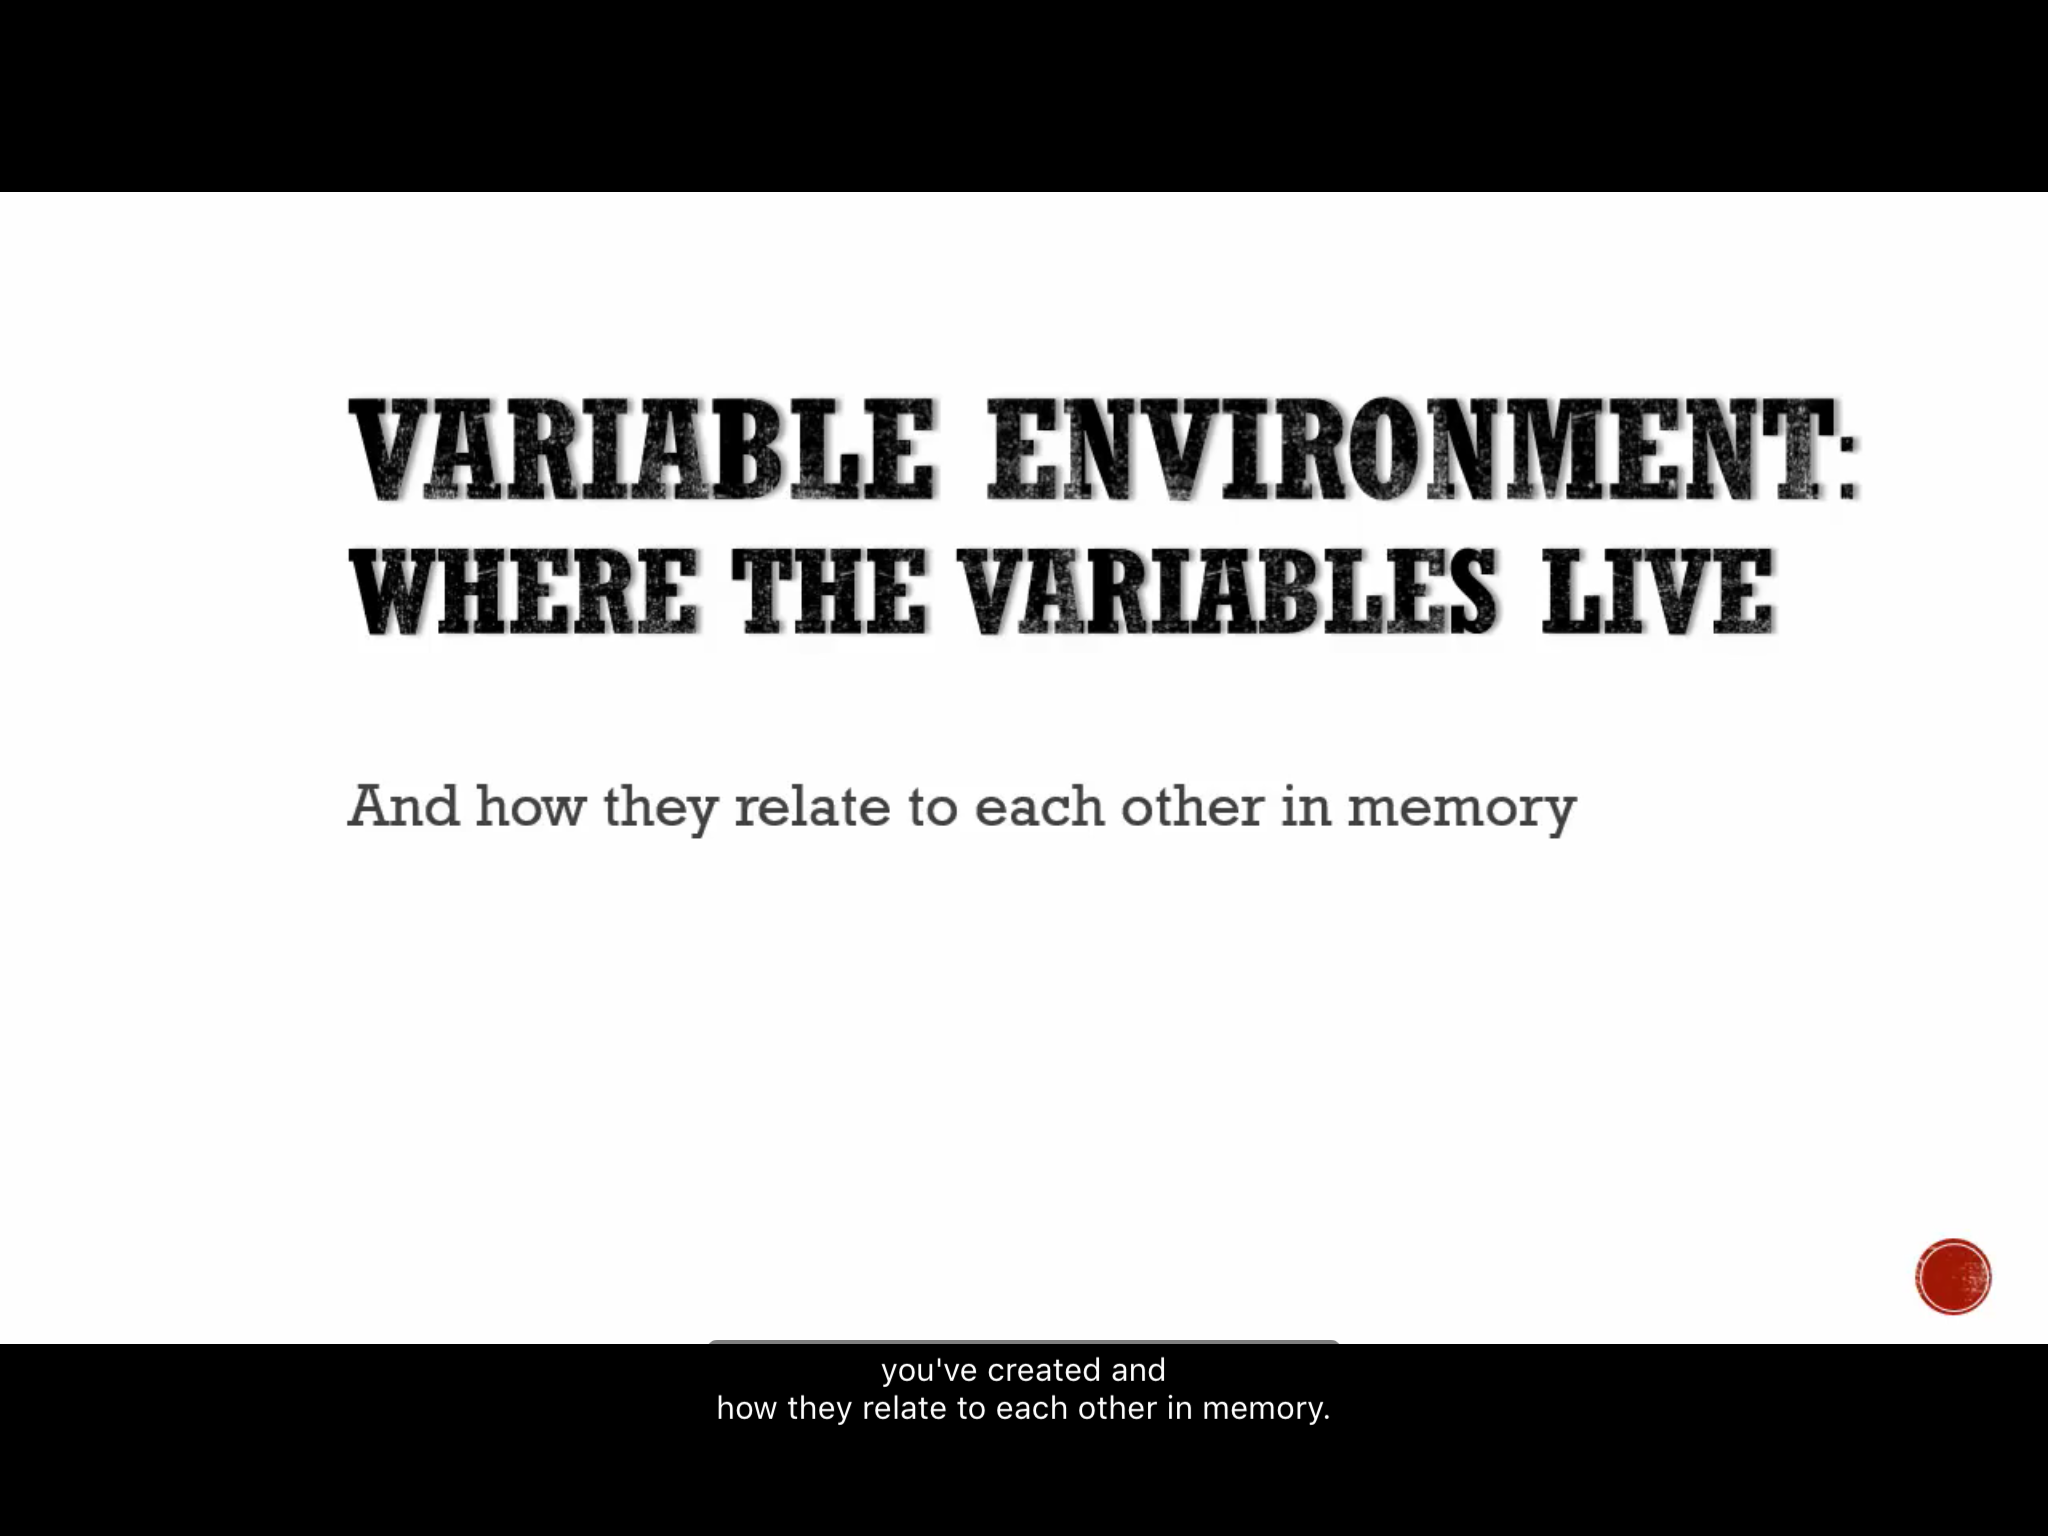 VARIABLE ENVIRONMENT:
WHERE THE VARIABLES LIVE
And how they relate to each other in memory
you've created and
how they relate to each other in memory.